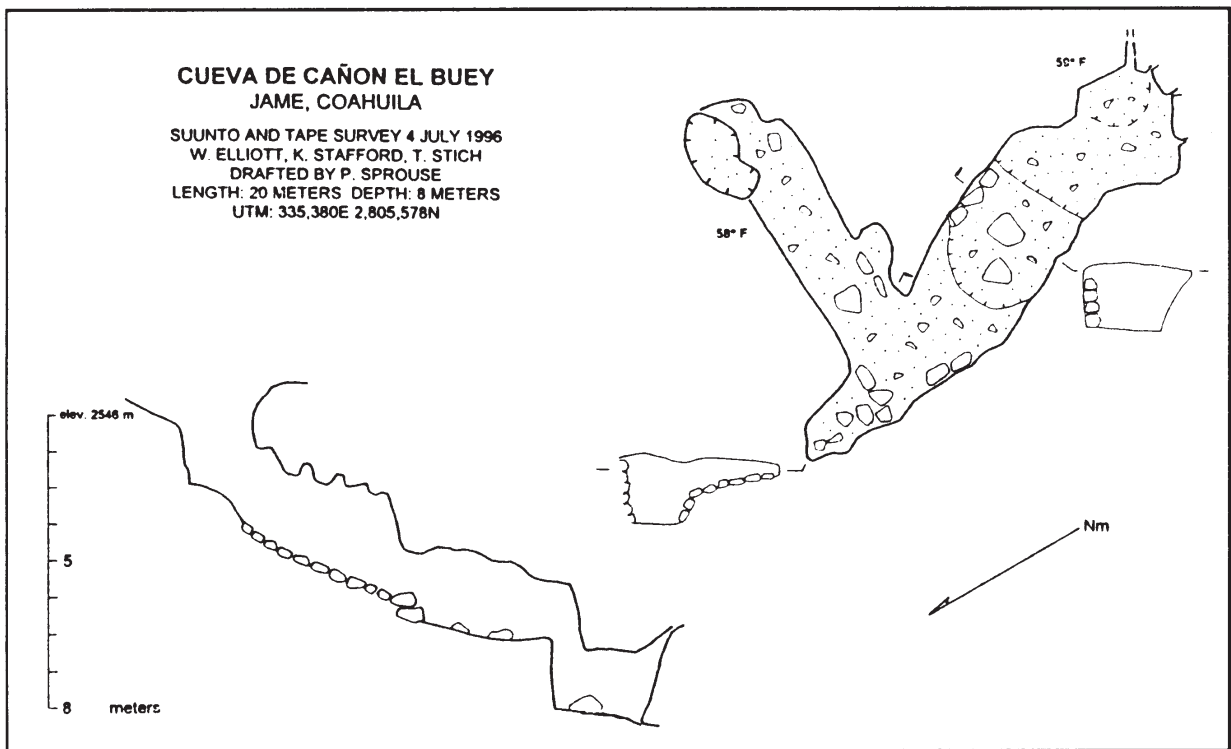 CUEVA DE CAÑON EL BUEY
JAME, COAHUILA
SUUNTO AND TAPE SURVEY 4 JULY 1996
W. ELLIOTT, K. STAFFORD, T. STICH
DRAFTED BY P. SPROUSE
LENGTH: 20 METERS DEPTH: 8 METERS
UTM: 335,380E 2,805,578N
59° F
58° F
elev. 2546 m
5
8 meters
Nm